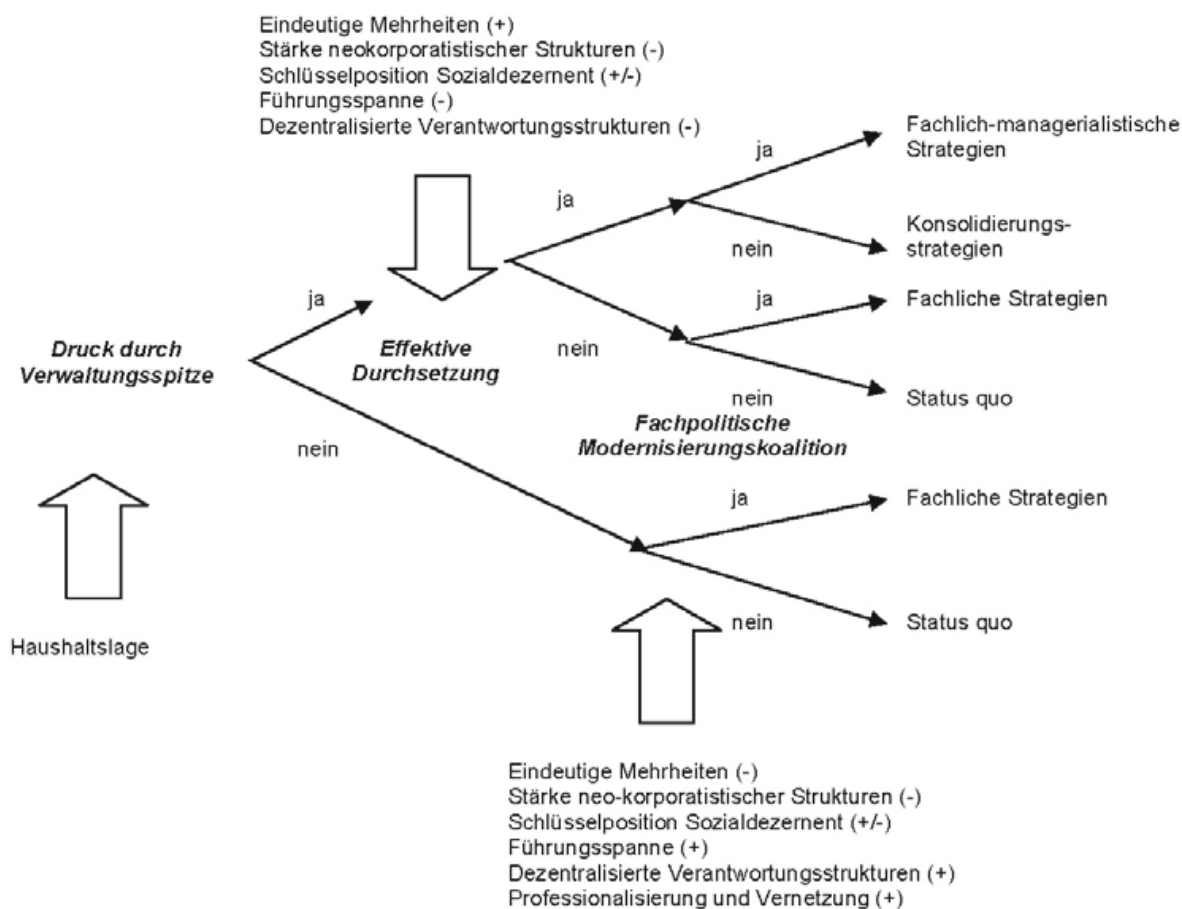 Eindeutige Mehrheiten (+)
Stärke neokorporatistischer Strukturen (-)
Schlüsselposition Sozialdezernent (+/-)
Führungsspanne (-)
Dezentralisierte Verantwortungsstrukturen (-)
Fachlich-managerialistische
Strategien
ja
ja
nein
Konsolidierungs-
strategien
ja
ja
Fachliche Strategien
Druck durch
Verwaltungsspitze
Effektive
Durchsetzung
nein
nein
Status quo
Fachpolitische
Modernisierungskoalition
nein
ja
Fachliche Strategien
nein
Status quo
Haushaltslage
Eindeutige Mehrheiten (-)
Stärke neo-korporatistischer Strukturen (-)
Schlüsselposition Sozialdezernent (+/-)
Führungsspanne (+)
Dezentralisierte Verantwortungsstrukturen (+)
Professionalisierung und Vernetzung (+)